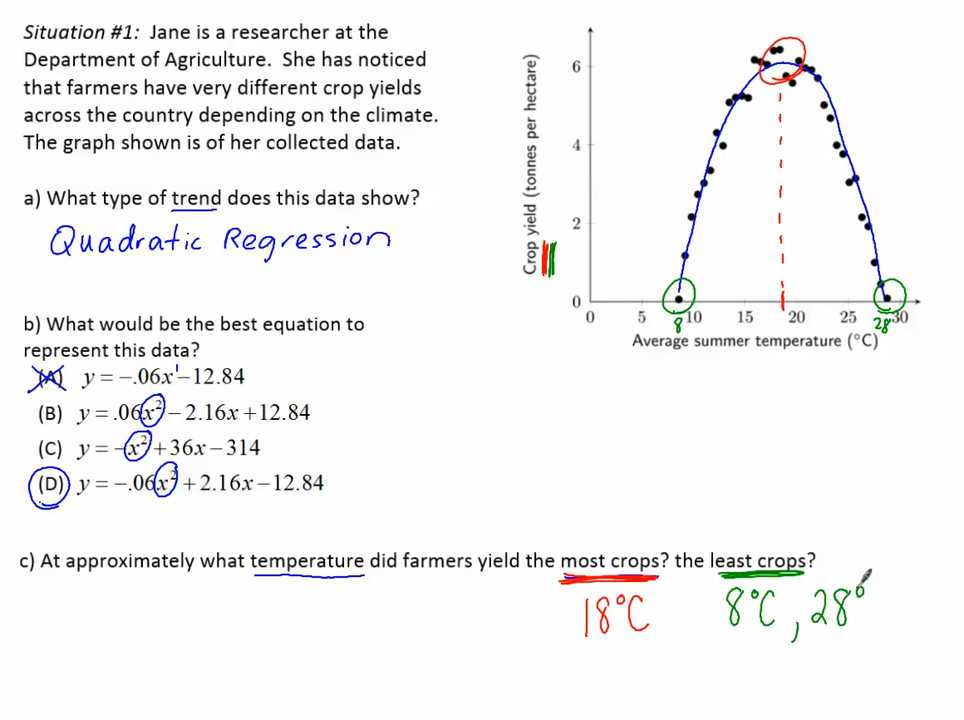 Situation #1: Jane is a researcher at the
Department of Agriculture. She has noticed
that farmers have very different crop yields
across the country depending on the climate.
The graph shown is of her collected data.
a) What type of trend does this data show?
Quadratic Regression
b) What would be the best equation to
represent this data?
(A) y = −.06x¹ −12.84
(B) y = .06x² − 2.16x +12.84
(C) y = −x² + 36x − 314
(D) y = −.06x² + 2.16x −12.84
Crop yield (tonnes per hectare)
6
4
2
0
0 5 10 15 20 25 30
8 28
Average summer temperature (°C)
c) At approximately what temperature did farmers yield the most crops? the least crops?
18°C 8°C, 28°